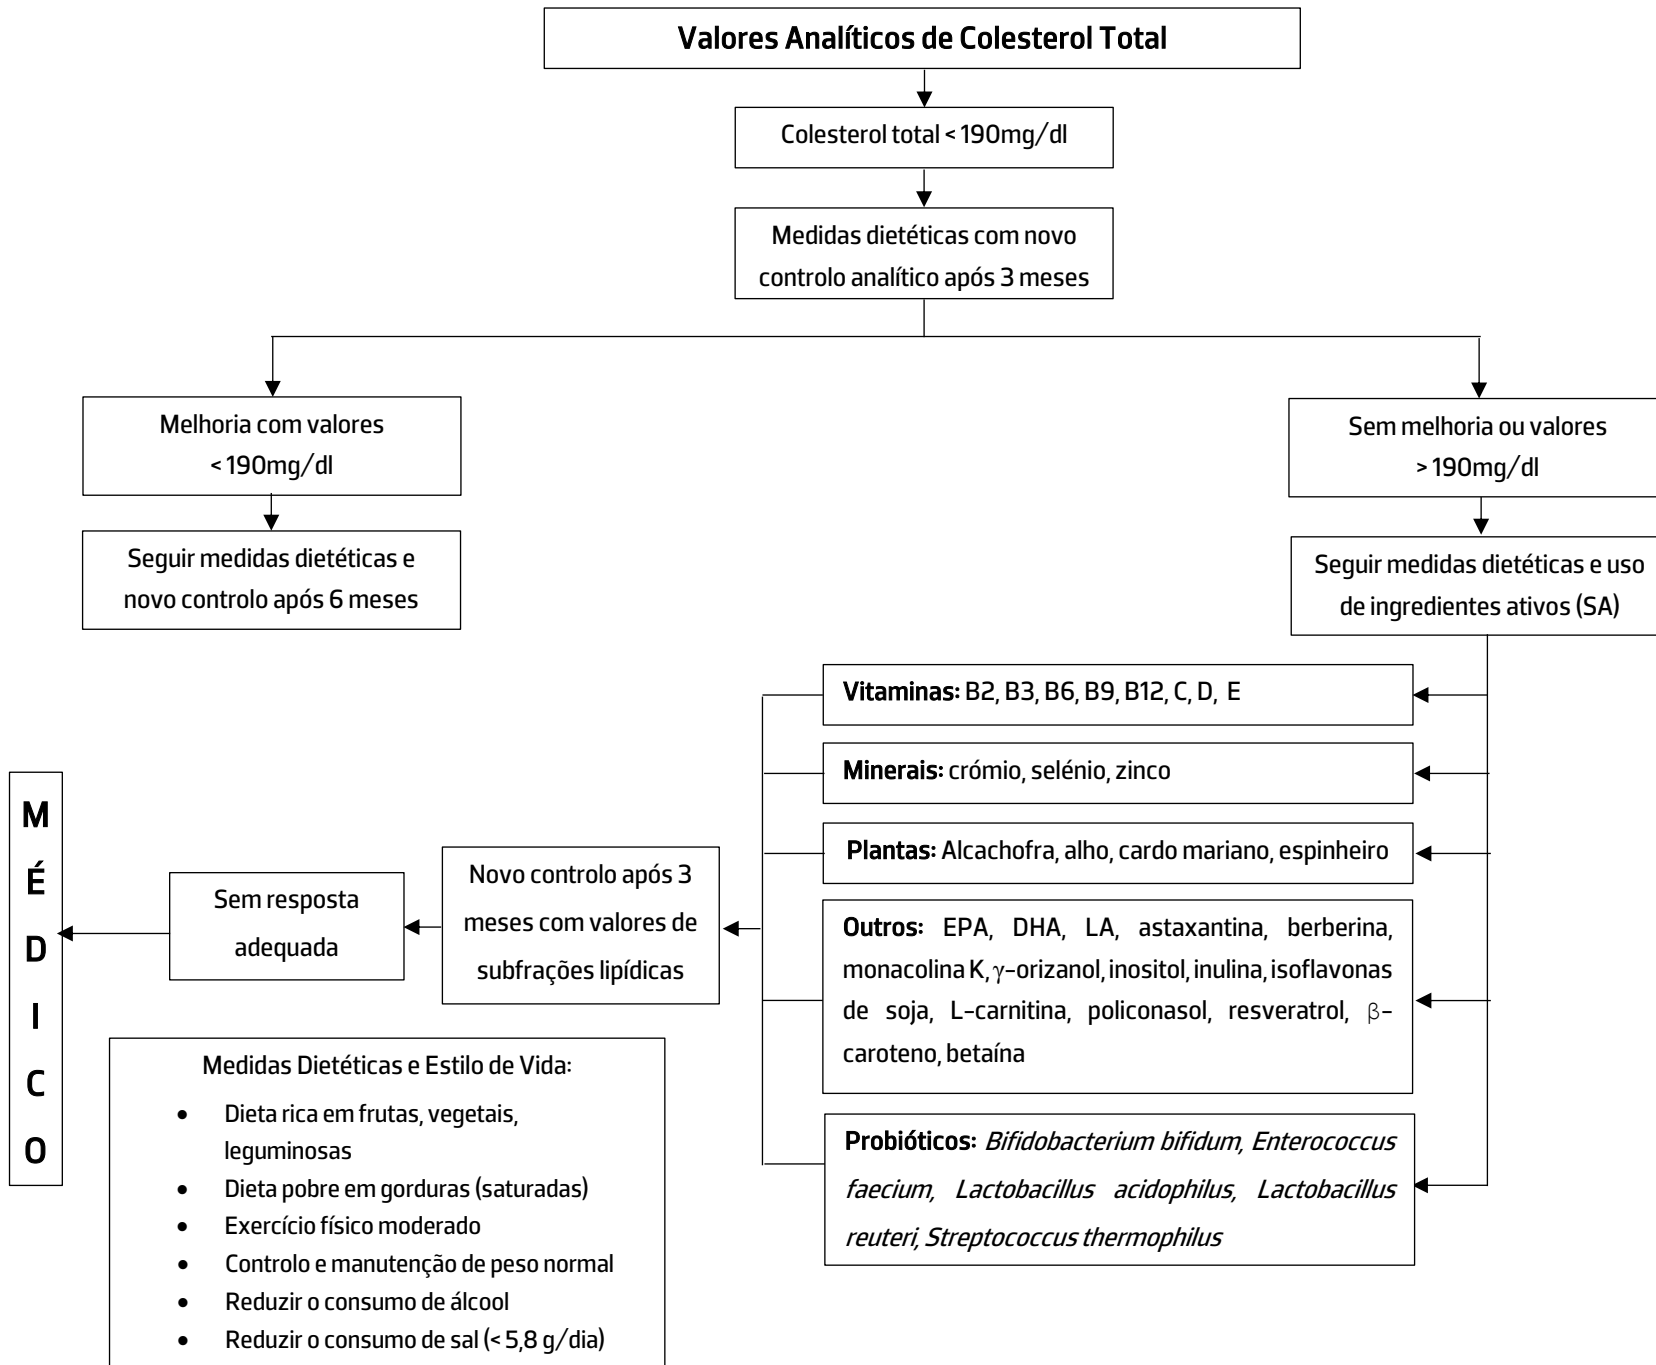 Valores Analíticos de Colesterol Total
Colesterol total < 190mg/dl
Medidas dietéticas com novo
controlo analítico após 3 meses
Melhoria com valores
< 190mg/dl
Sem melhoria ou valores
> 190mg/dl
Seguir medidas dietéticas e
novo controlo após 6 meses
Seguir medidas dietéticas e uso
de ingredientes ativos (SA)
Vitaminas: B2, B3, B6, B9, B12, C, D, E
Minerais: crómio, selénio, zinco
Plantas: Alcachofra, alho, cardo mariano, espinheiro
Outros: EPA, DHA, LA, astaxantina, berberina,
monacolina K, γ-orizanol, inositol, inulina, isoflavonas
de soja, L-carnitina, policonasol, resveratrol, β-
caroteno, betaína
Probióticos: Bifidobacterium bifidum, Enterococcus
faecium, Lactobacillus acidophilus, Lactobacillus
reuteri, Streptococcus thermophilus
Novo controlo após 3
meses com valores de
subfrações lipídicas
Sem resposta
adequada
M
É
D
I
C
O
Medidas Dietéticas e Estilo de Vida:
• Dieta rica em frutas, vegetais,
leguminosas
• Dieta pobre em gorduras (saturadas)
• Exercício físico moderado
• Controlo e manutenção de peso normal
• Reduzir o consumo de álcool
• Reduzir o consumo de sal (< 5,8 g/dia)